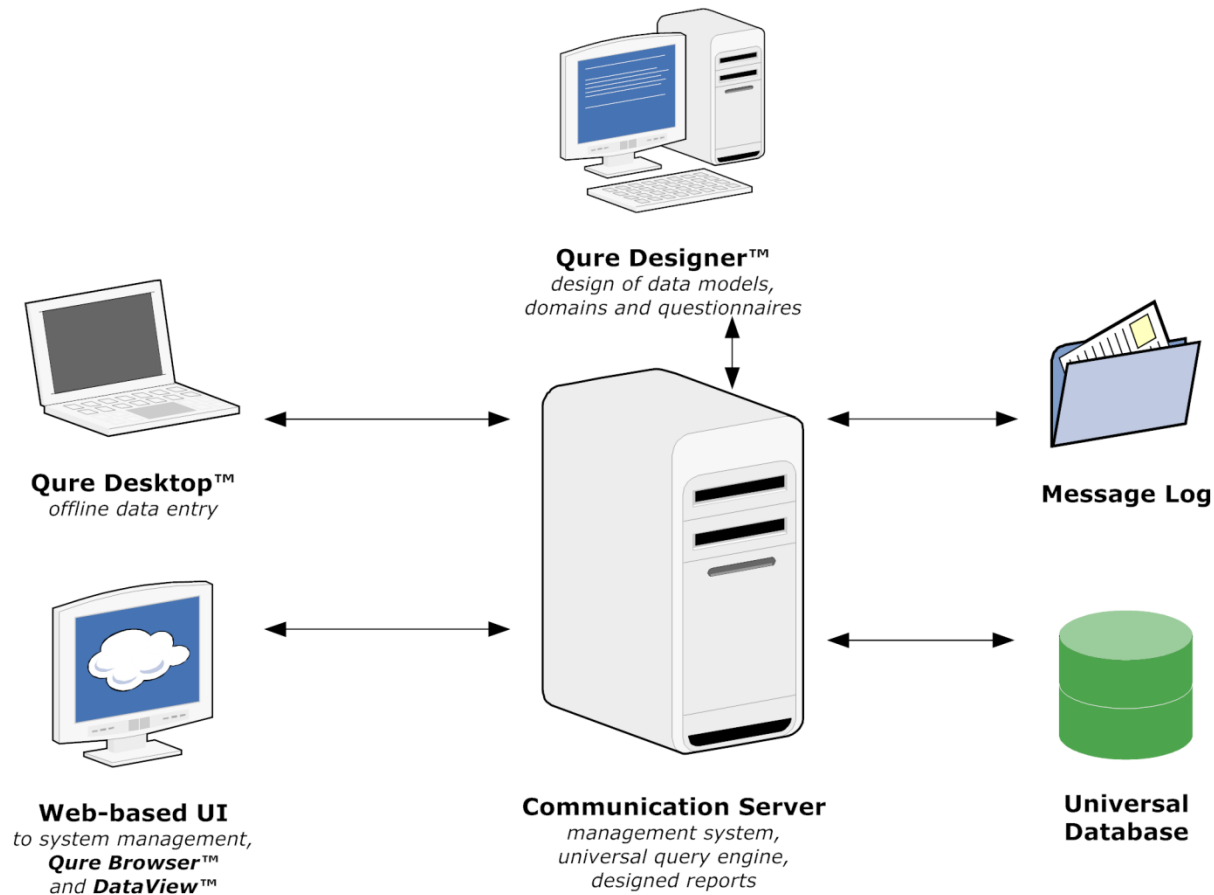 Qure Designer™
design of data models,
domains and questionnaires
Qure Desktop™
offline data entry
Message Log
Web-based UI
to system management,
Qure Browser™
and DataView™
Communication Server
management system,
universal query engine,
designed reports
Universal
Database